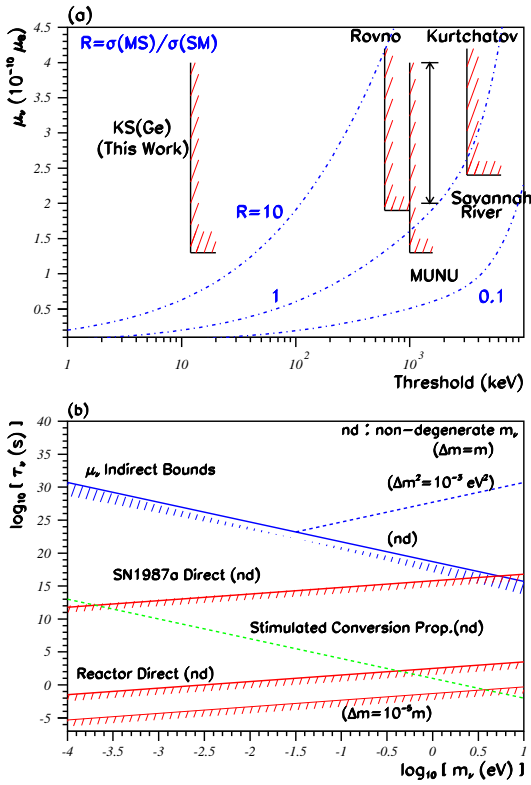 (a)
Rovno
Kurtchatov
R=σ(MS)/σ(SM)
KS(Ge)
(This Work)
Savannah
River
R=10
MUNU
1
0.1
μν (10⁻¹⁰ μB)
4.5
4
3.5
3
2.5
2
1.5
1
0.5
1
10
10²
10³
Threshold (keV)
(b)
nd : non-degenerate mν
(Δm=m)
μν Indirect Bounds
(Δm²=10⁻³ eV²)
(nd)
SN1987a Direct (nd)
Stimulated Conversion Prop.(nd)
Reactor Direct (nd)
(Δm=10⁻⁵m)
log₁₀ [ τν (s) ]
40
35
30
25
20
15
10
5
0
-5
-4
-3.5
-3
-2.5
-2
-1.5
-1
-0.5
0
0.5
1
log₁₀ [ mν (eV) ]